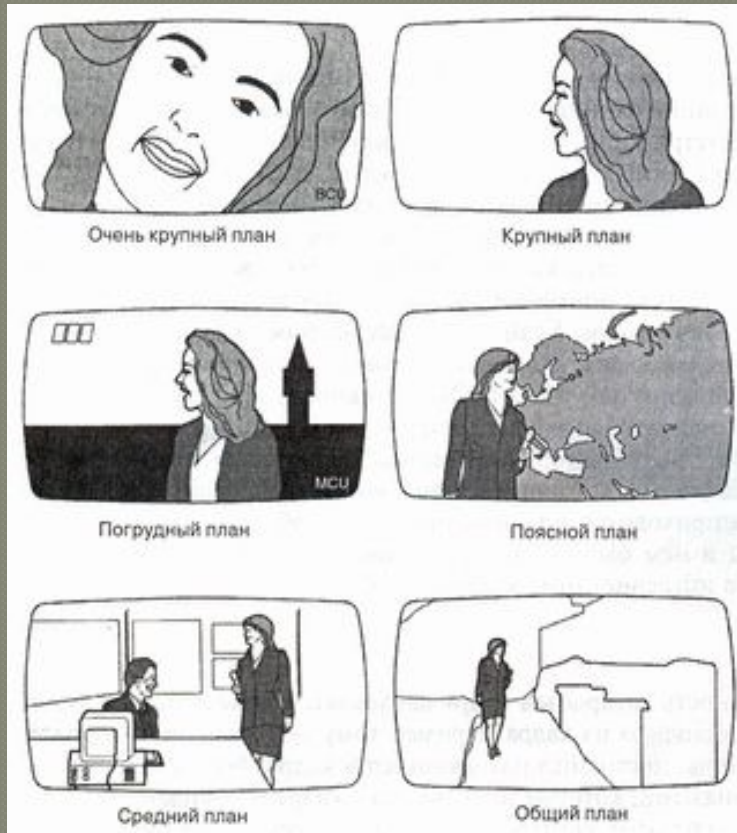 BCU
Очень крупный план
Крупный план
MCU
Погрудный план
Поясной план
Средний план
Общий план